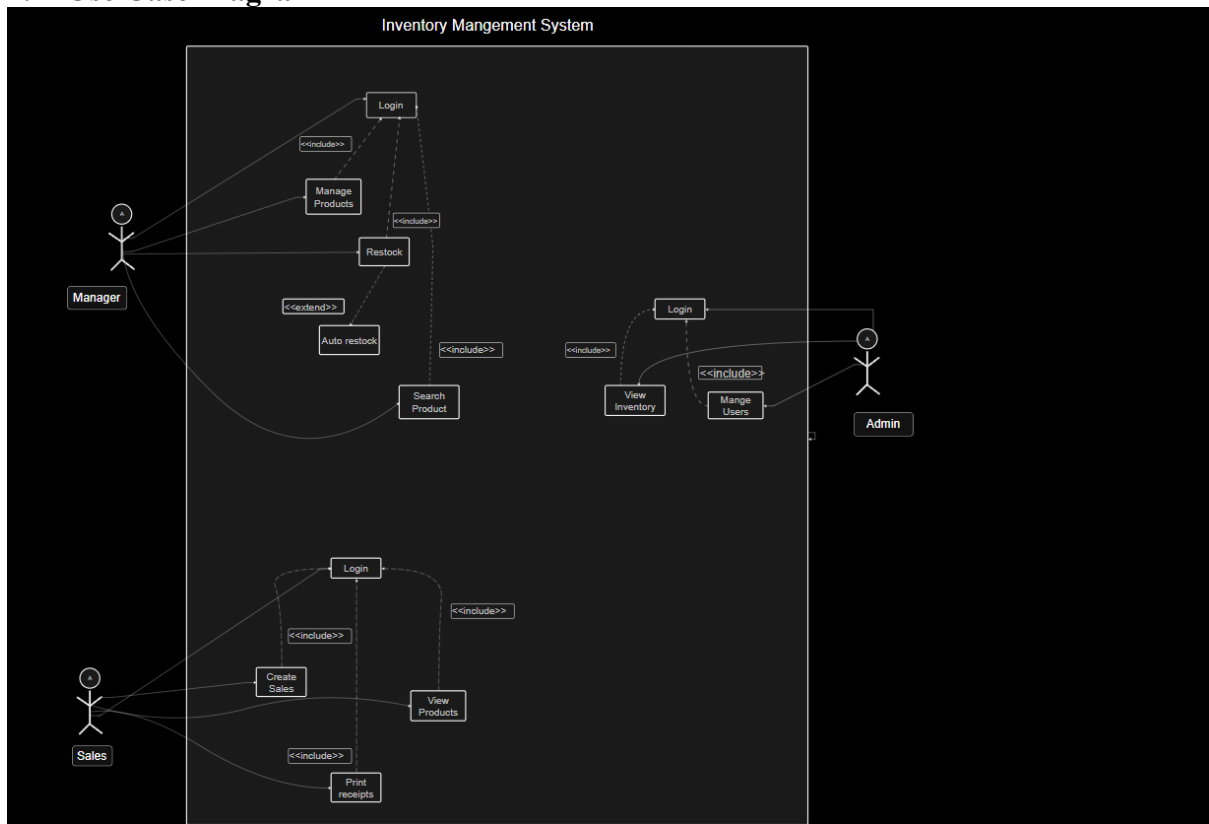 Inventory Mangement System
Login
<<include>>
Manage
Products
<<include>>
Restock
Manager
<<extend>>
Auto restock
<<include>>
Search
Product
Login
<<include>>
<<include>>
View
Inventory
Mange
Users
A
A
Admin
Login
<<include>>
<<include>>
Create
Sales
A
View
Products
Sales
<<include>>
Print
receipts